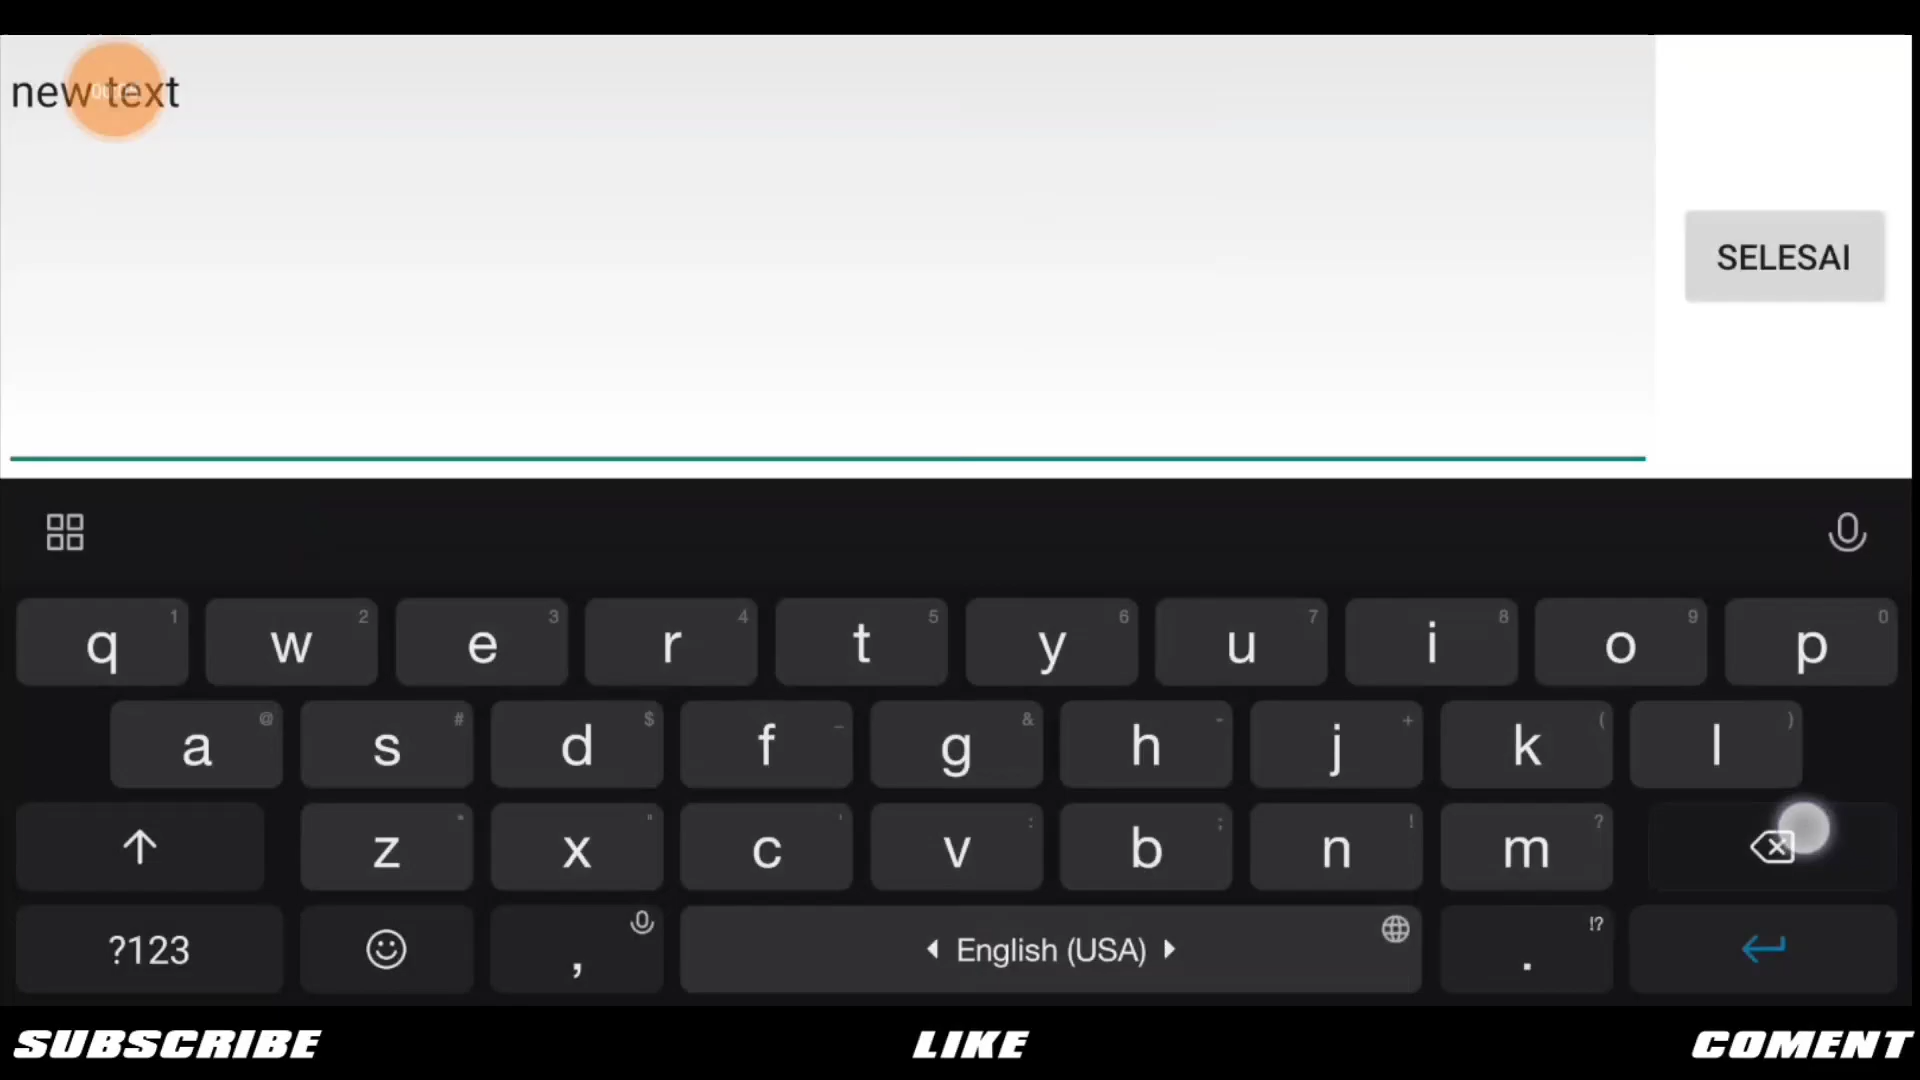 new text
SELESAI
q 1 w 2 e 3 r 4 t 5 y 6 u 7 i 8 o 9 p 0
a @ s # d $ f _ g & h - j + k ( l )
z * x " c ' v : b ; n ! m ?
?123 , English (USA) . !?
SUBSCRIBE LIKE COMENT